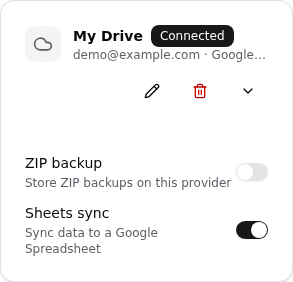 My Drive Connected
demo@example.com · Google...
ZIP backup
Store ZIP backups on this provider
Sheets sync
Sync data to a Google
Spreadsheet